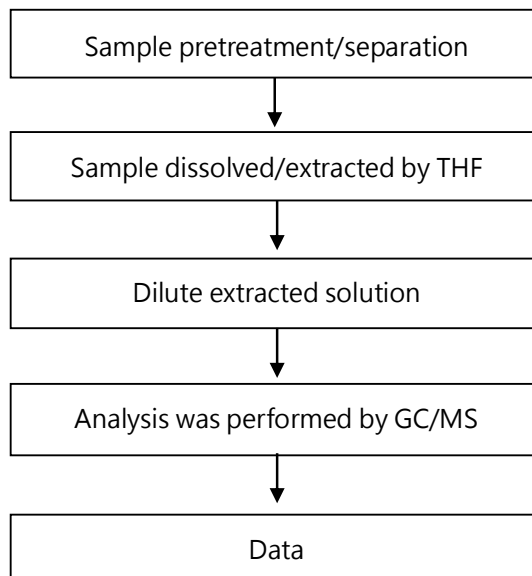 Sample pretreatment/separation
Sample dissolved/extracted by THF
Dilute extracted solution
Analysis was performed by GC/MS
Data